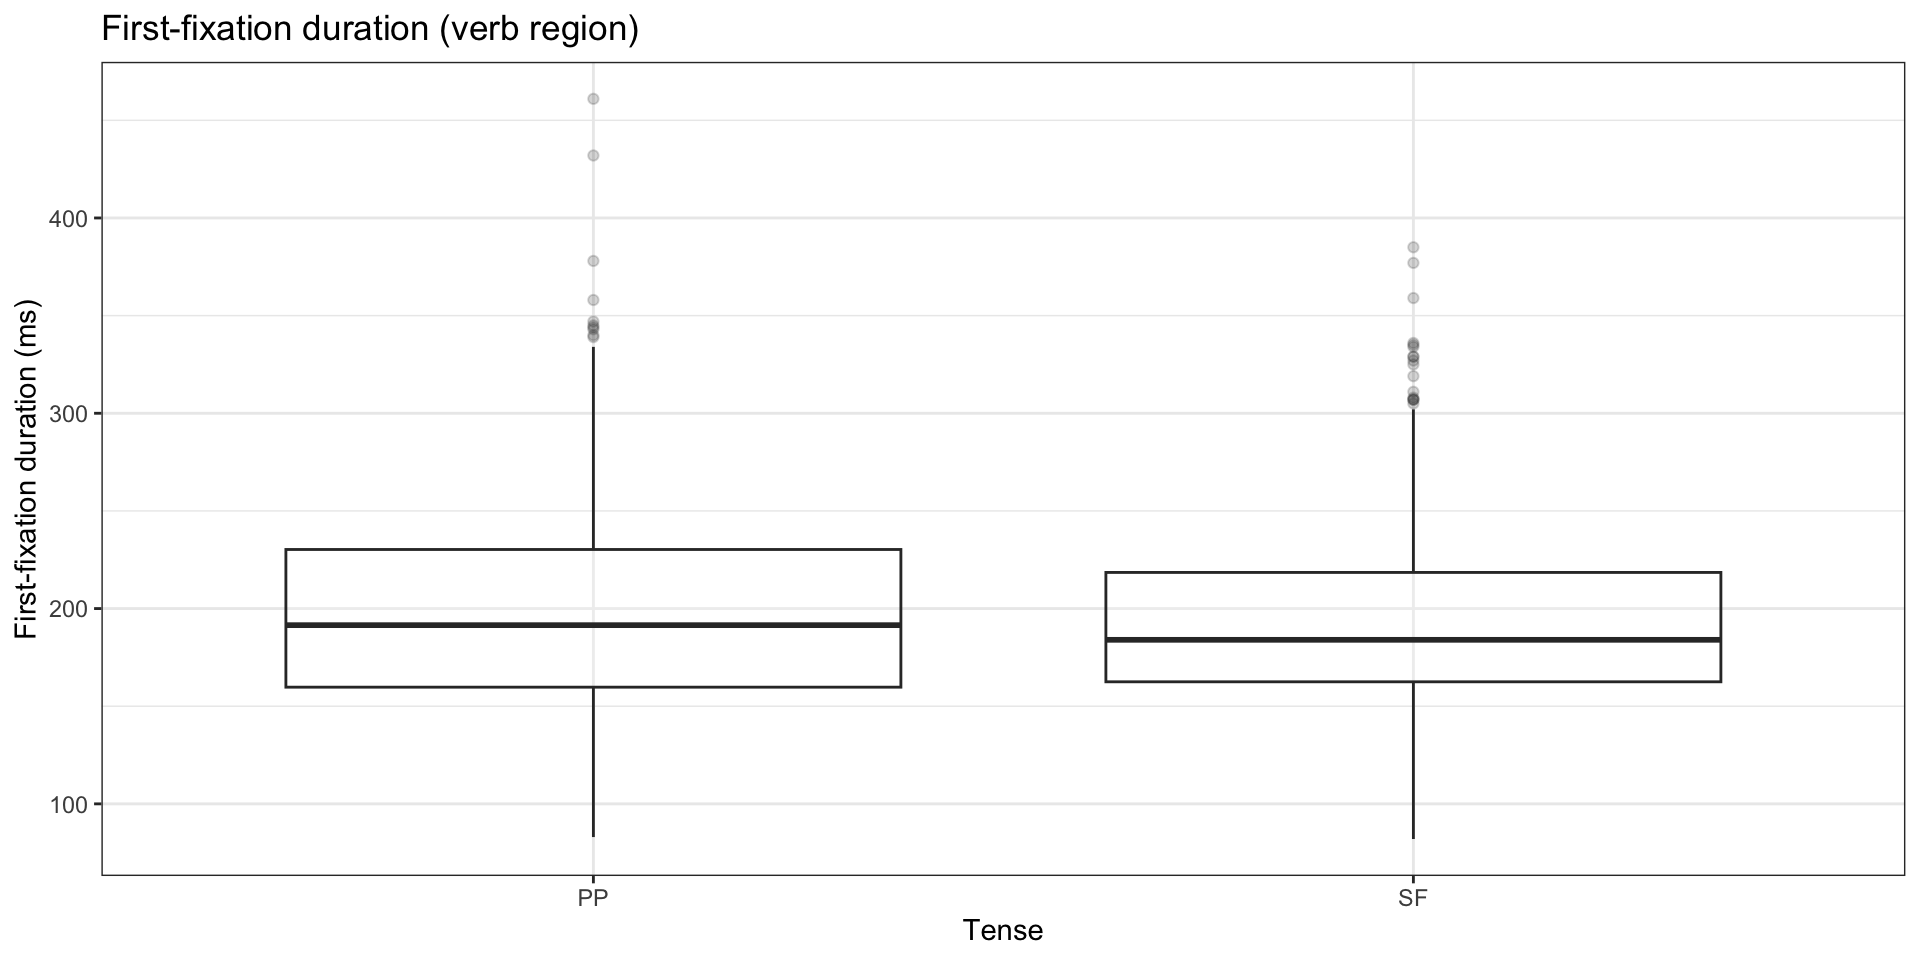 First-fixation duration (verb region)
First-fixation duration (ms)
400
300
200
100
PP
SF
Tense